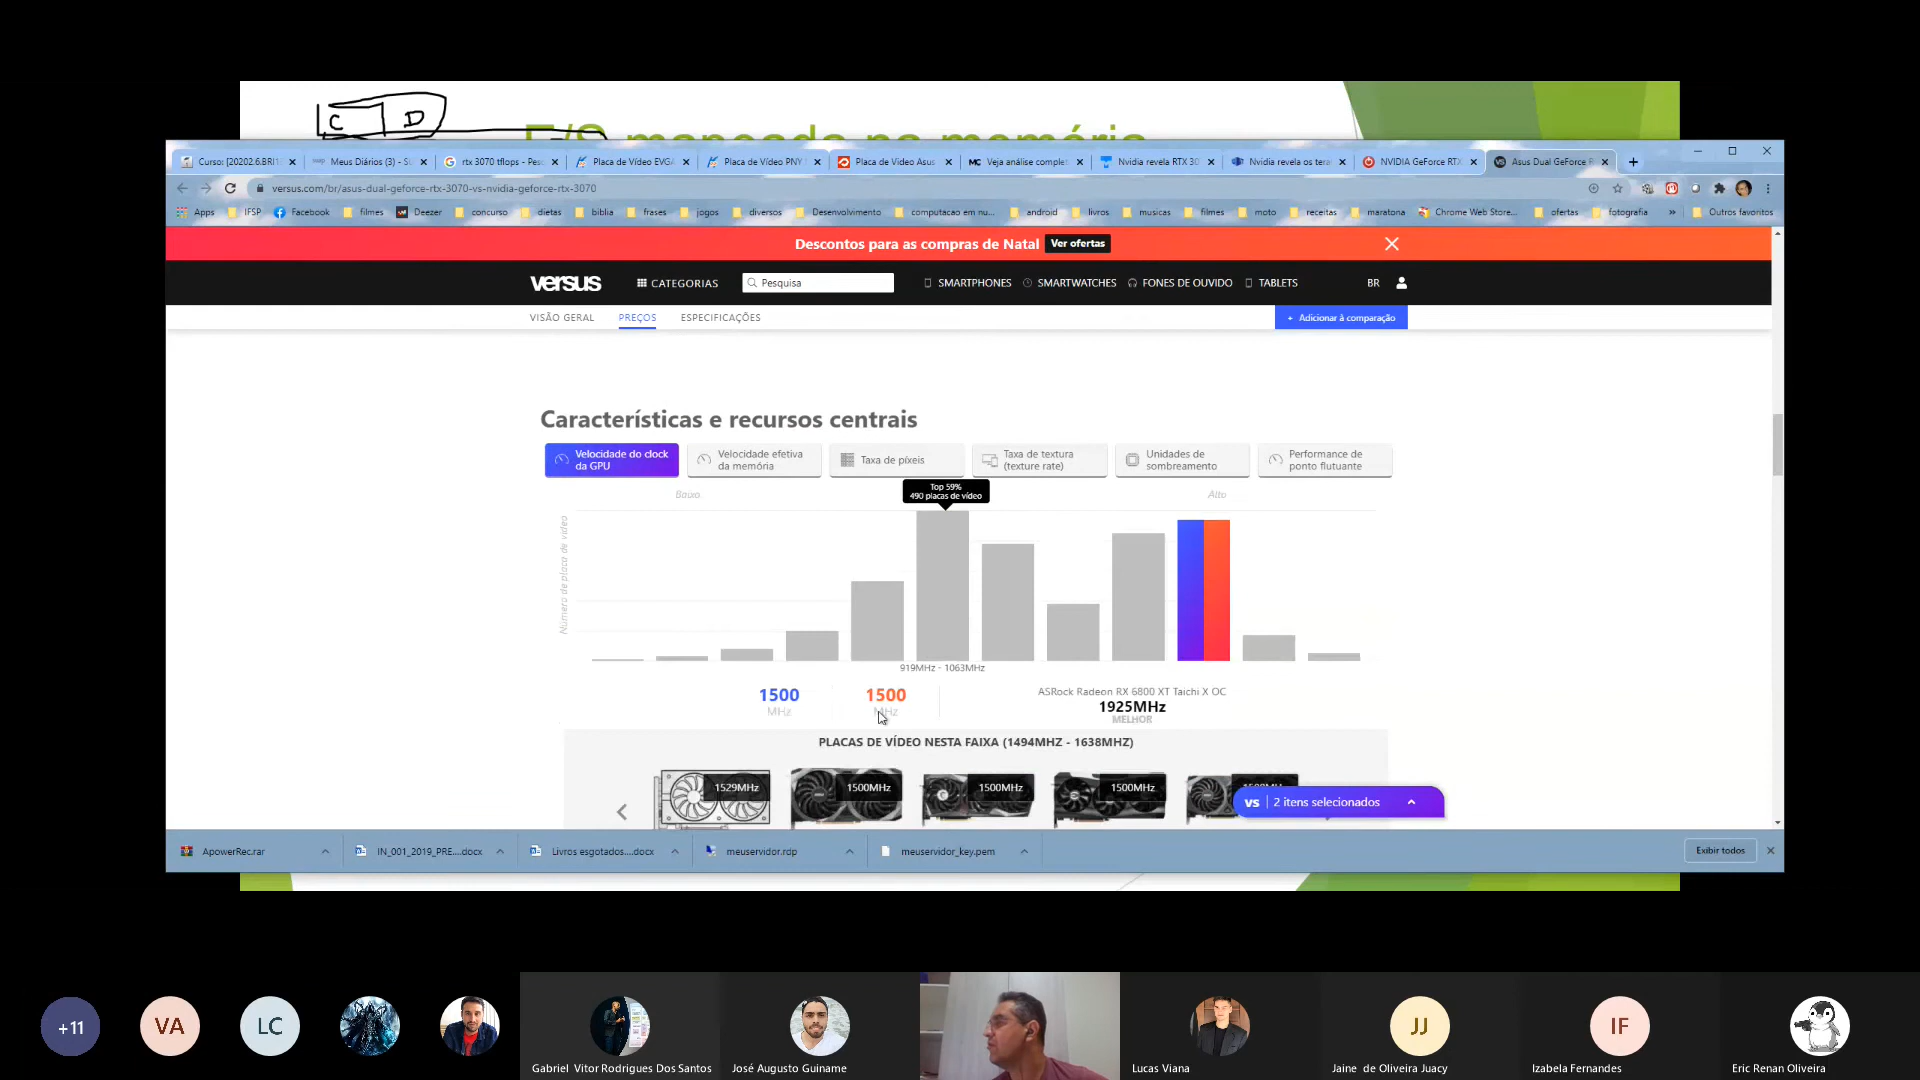 C D
E/S mapeada na memória
Curso: [20202.6.BRI1
Meus Diários (3) - S
rtx 3070 tflops - Pes
Placa de Vídeo EVGA
Placa de Vídeo PNY
Placa de Video Asus
Veja análise comple
Nvidia revela RTX 30
Nvidia revela os tera
NVIDIA GeForce RTX
Asus Dual GeForce R
versus.com/br/asus-dual-geforce-rtx-3070-vs-nvidia-geforce-rtx-3070
Apps IFSP Facebook filmes Deezer concurso dietas biblia frases jogos diversos Desenvolvimento computacao em nu... android livros musicas filmes moto receitas maratona Chrome Web Store... ofertas fotografia » Outros favoritos
Descontos para as compras de Natal Ver ofertas
versus CATEGORIAS Pesquisa SMARTPHONES SMARTWATCHES FONES DE OUVIDO TABLETS BR
VISÃO GERAL PREÇOS ESPECIFICAÇÕES + Adicionar à comparação
Características e recursos centrais
Velocidade do clock
da GPU
Velocidade efetiva
da memória
Taxa de píxeis
Taxa de textura
(texture rate)
Unidades de
sombreamento
Performance de
ponto flutuante
Baixo
Top 59%
490 placas de vídeo
Alto
Número de placa de vídeo
919MHz - 1063MHz
1500
MHz
1500
MHz
ASRock Radeon RX 6800 XT Taichi X OC
1925MHz
MELHOR
PLACAS DE VÍDEO NESTA FAIXA (1494MHZ - 1638MHZ)
1529MHz 1500MHz 1500MHz 1500MHz
VS 2 itens selecionados
ApowerRec.rar IN_001_2019_PRE....docx Livros esgotados....docx meuservidor.rdp meuservidor_key.pem Exibir todos
+11 VA LC JJ IF
Gabriel Vitor Rodrigues Dos Santos José Augusto Guiname Lucas Viana Jaine de Oliveira Juacy Izabela Fernandes Eric Renan Oliveira